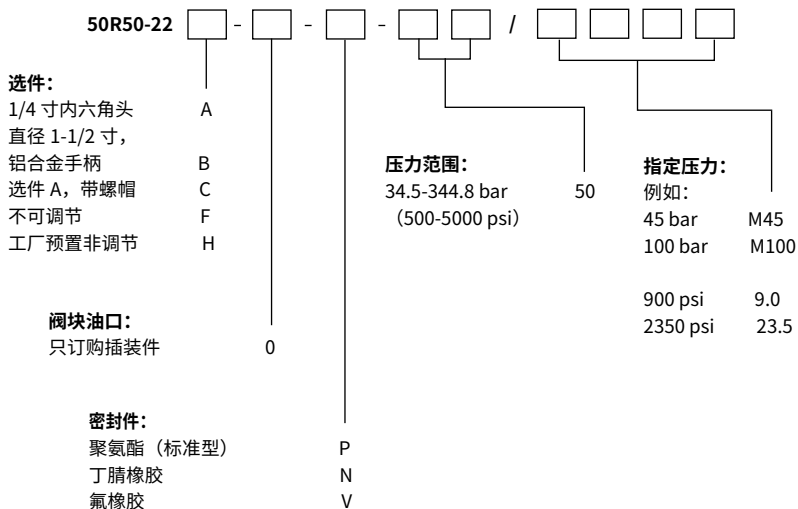 50R50-22 - - - /
选件：
1/4 寸内六角头 A
直径 1-1/2 寸，
铝合金手柄 B
选件 A，带螺帽 C
不可调节 F
工厂预置非调节 H
压力范围：
34.5-344.8 bar 50
（500-5000 psi）
指定压力：
例如：
45 bar M45
100 bar M100
900 psi 9.0
2350 psi 23.5
阀块油口：
只订购插装件 0
密封件：
聚氨酯（标准型） P
丁腈橡胶 N
氟橡胶 V